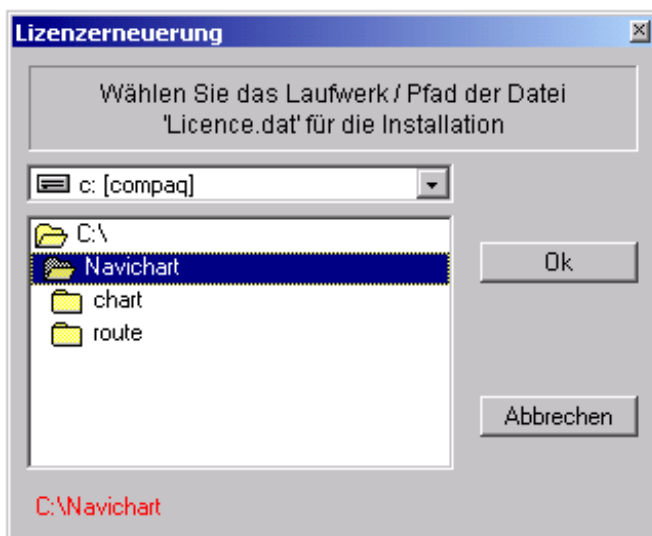 Lizenzerneuerung
Wählen Sie das Laufwerk / Pfad der Datei
'Licence.dat' für die Installation
c: [compaq]
C:\
Navichart
chart
route
Ok
Abbrechen
C:\Navichart